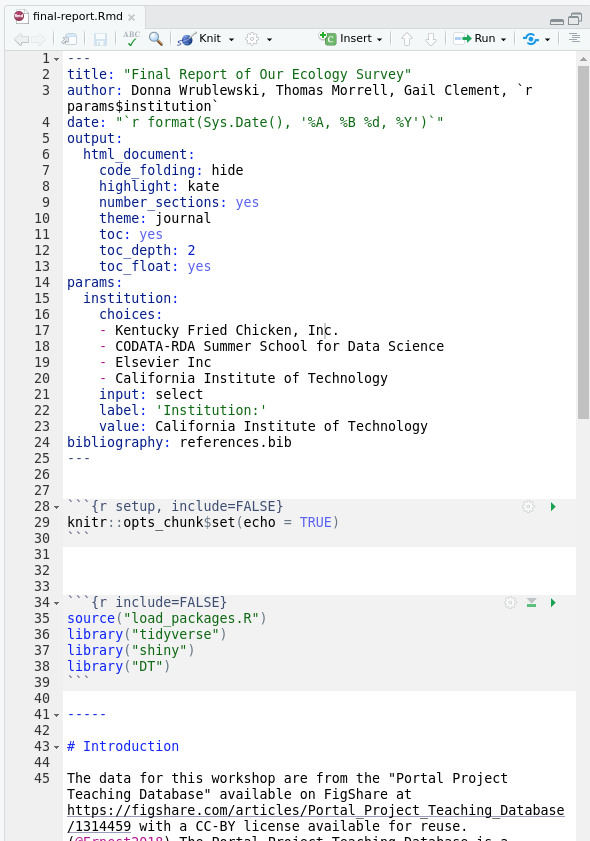 final-report.Rmd ×
ABC Knit Insert Run
1 ---
2 title: "Final Report of Our Ecology Survey"
3 author: Donna Wrublewski, Thomas Morrell, Gail Clement, `r
params$institution`
4 date: "`r format(Sys.Date(), '%A, %B %d, %Y')`"
5 output:
6   html_document:
7     code_folding: hide
8     highlight: kate
9     number_sections: yes
10     theme: journal
11     toc: yes
12     toc_depth: 2
13     toc_float: yes
14 params:
15   institution:
16     choices:
17     - Kentucky Fried Chicken, Inc.
18     - CODATA-RDA Summer School for Data Science
19     - Elsevier Inc
20     - California Institute of Technology
21     input: select
22     label: 'Institution:'
23     value: California Institute of Technology
24 bibliography: references.bib
25 ---
26
27
28 ```{r setup, include=FALSE}
29 knitr::opts_chunk$set(echo = TRUE)
30 ```
31
32
33
34 ```{r include=FALSE}
35 source("load_packages.R")
36 library("tidyverse")
37 library("shiny")
38 library("DT")
39 ```
40
41 -----
42
43 # Introduction
44
45 The data for this workshop are from the "Portal Project
Teaching Database" available on FigShare at
https://figshare.com/articles/Portal_Project_Teaching_Database
/1314459 with a CC-BY license available for reuse.
(@Ernest2018) The Portal Project Teaching Database is a